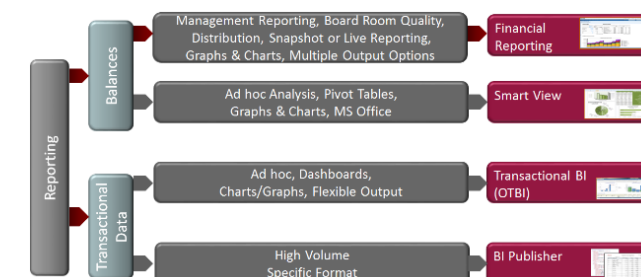 Reporting
Balances
Management Reporting, Board Room Quality,
Distribution, Snapshot or Live Reporting,
Graphs & Charts, Multiple Output Options
Financial
Reporting
Ad hoc Analysis, Pivot Tables,
Graphs & Charts, MS Office
Smart View
Transactional
Data
Ad hoc, Dashboards,
Charts/Graphs, Flexible Output
Transactional BI
(OTBI)
High Volume
Specific Format
BI Publisher